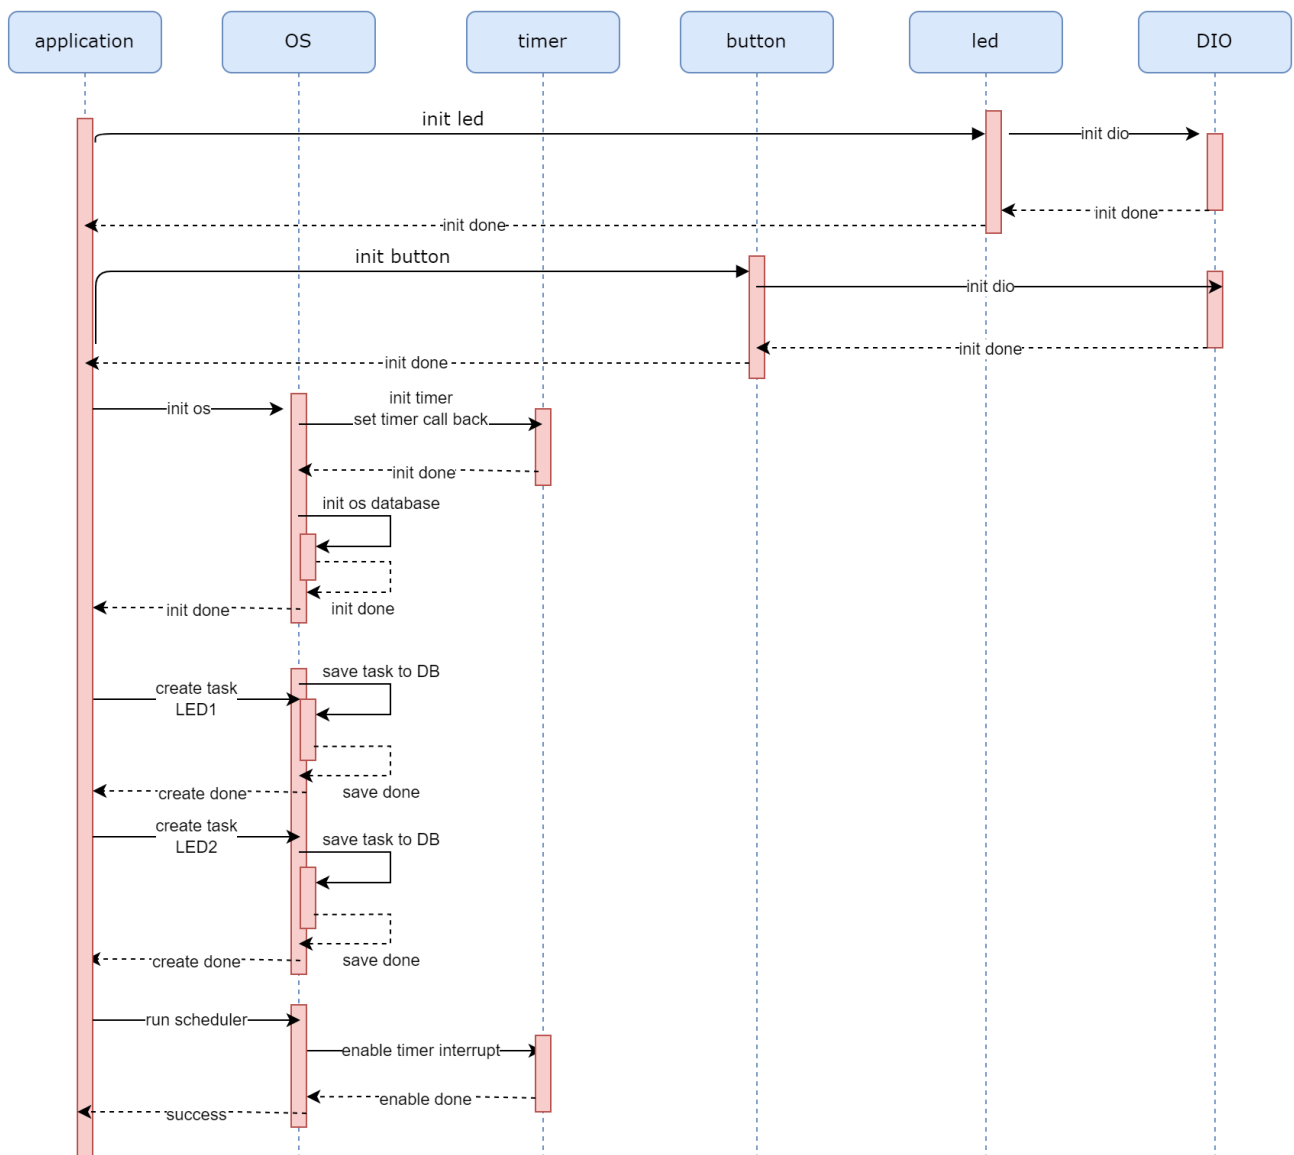 application
OS
timer
button
led
DIO
init led
init dio
init done
init done
init button
init dio
init done
init done
init timer
init os
set timer call back
init done
init os database
init done
init done
save task to DB
create task
LED1
save done
create done
create task
LED2
save task to DB
save done
create done
run scheduler
enable timer interrupt
enable done
success